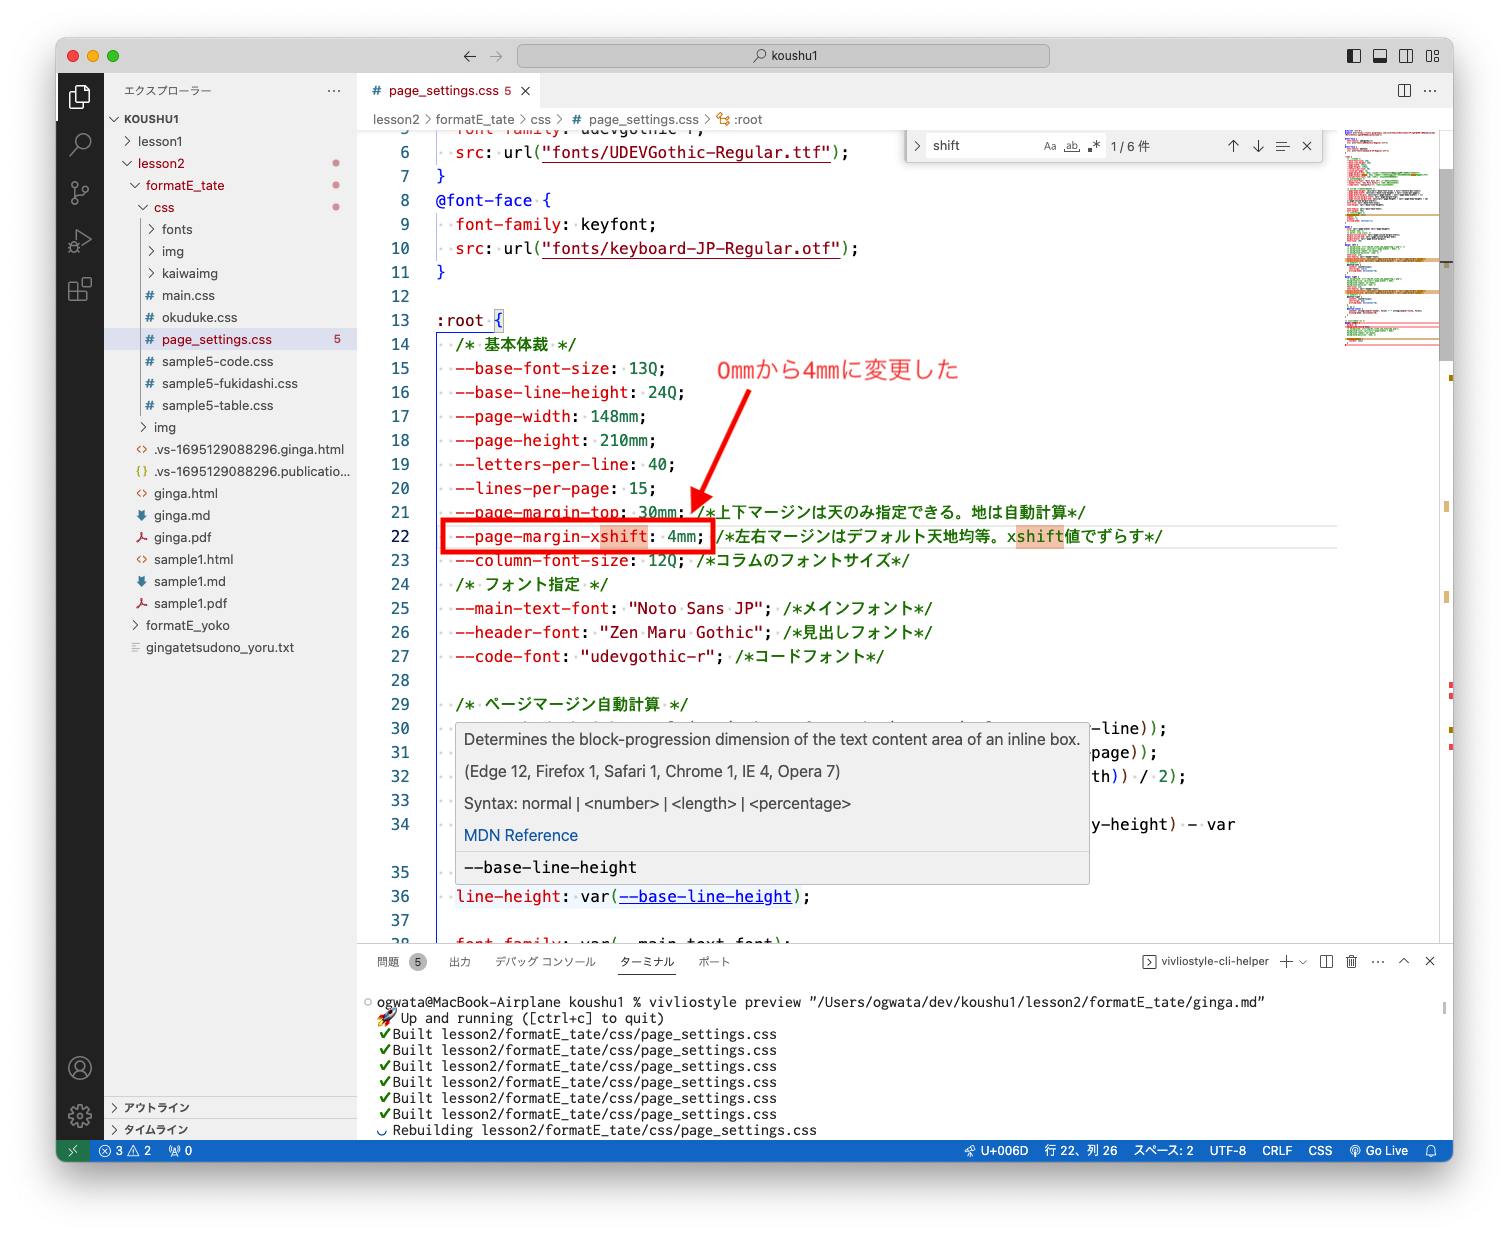 koushu1
エクスプローラー
KOUSHU1
lesson1
lesson2
formatE_tate
css
fonts
img
kaiwaimg
main.css
okuduke.css
page_settings.css 5
sample5-code.css
sample5-fukidashi.css
sample5-table.css
img
.vs-1695129088296.ginga.html
.vs-1695129088296.publicatio...
ginga.html
ginga.md
ginga.pdf
sample1.html
sample1.md
sample1.pdf
formatE_yoko
gingatetsudono_yoru.txt
アウトライン
タイムライン
page_settings.css 5
lesson2 > formatE_tate > css > # page_settings.css > :root
shift Aa ab 1 / 6 件
5 font-family: udevgothic-r;
6 src: url("fonts/UDEVGothic-Regular.ttf");
7 }
8 @font-face {
9 font-family: keyfont;
10 src: url("fonts/keyboard-JP-Regular.otf");
11 }
12
13 :root {
14 /* 基本体裁 */
15 --base-font-size: 13Q;
0mmから4mmに変更した
16 --base-line-height: 24Q;
17 --page-width: 148mm;
18 --page-height: 210mm;
19 --letters-per-line: 40;
20 --lines-per-page: 15;
21 --page-margin-top: 30mm; /*上下マージンは天のみ指定できる。地は自動計算*/
22 --page-margin-xshift: 4mm; /*左右マージンはデフォルト天地均等。xshift値でずらす*/
23 --column-font-size: 12Q; /*コラムのフォントサイズ*/
24 /* フォント指定 */
25 --main-text-font: "Noto Sans JP"; /*メインフォント*/
26 --header-font: "Zen Maru Gothic"; /*見出しフォント*/
27 --code-font: "udevgothic-r"; /*コードフォント*/
28
29 /* ページマージン自動計算 */
30 -line));
31 page));
32 th)) / 2);
33
34 y-height) - var
Determines the block-progression dimension of the text content area of an inline box.
(Edge 12, Firefox 1, Safari 1, Chrome 1, IE 4, Opera 7)
Syntax: normal | <number> | <length> | <percentage>
MDN Reference
--base-line-height
35
36 line-height: var(--base-line-height);
37
38 font-family: var(--main-text-font);
問題 5 出力 デバッグ コンソール ターミナル ポート vivliostyle-cli-helper
ogwata@MacBook-Airplane koushu1 % vivliostyle preview "/Users/ogwata/dev/koushu1/lesson2/formatE_tate/ginga.md"
Up and running ([ctrl+c] to quit)
Built lesson2/formatE_tate/css/page_settings.css
Built lesson2/formatE_tate/css/page_settings.css
Built lesson2/formatE_tate/css/page_settings.css
Built lesson2/formatE_tate/css/page_settings.css
Built lesson2/formatE_tate/css/page_settings.css
Built lesson2/formatE_tate/css/page_settings.css
Rebuilding lesson2/formatE_tate/css/page_settings.css
3 2 0 U+006D 行 22、列 26 スペース: 2 UTF-8 CRLF CSS Go Live